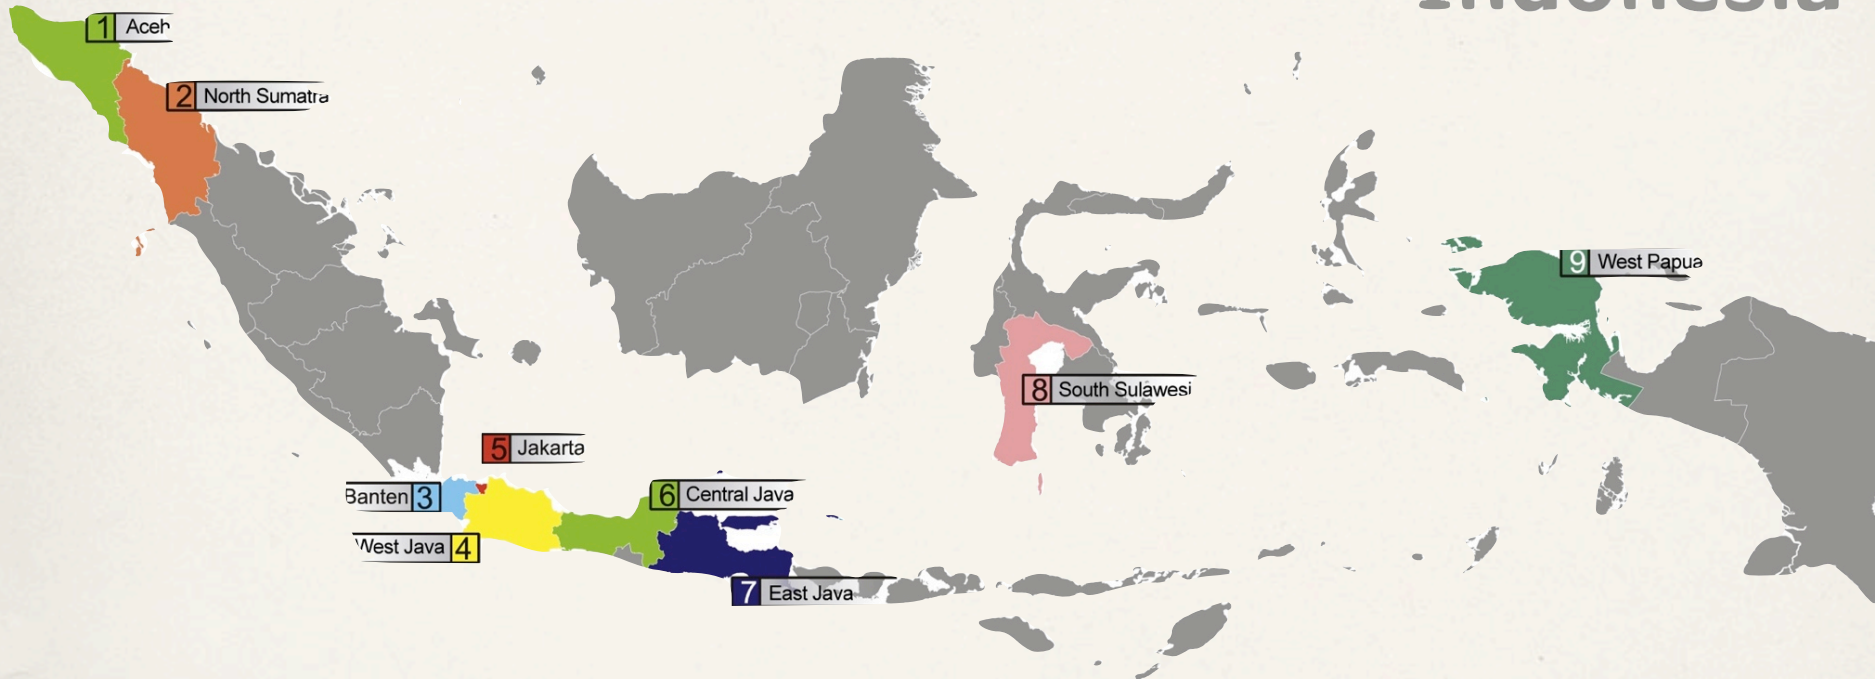 Indonesia
1 Aceh
2 North Sumatra
9 West Papua
8 South Sulawesi
5 Jakarta
Banten 3
6 Central Java
West Java 4
7 East Java